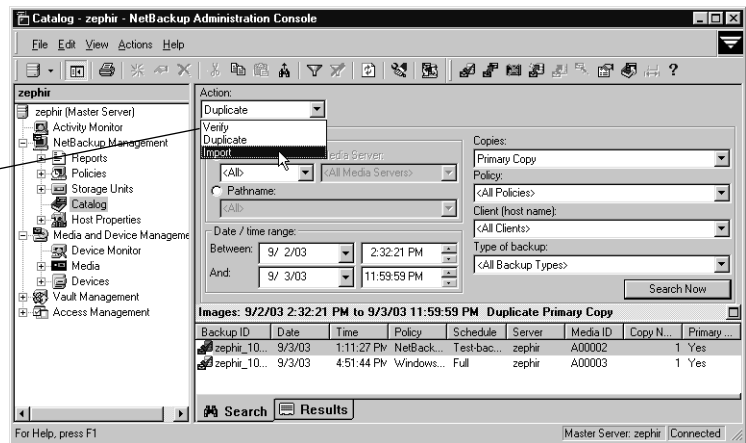 Catalog - zephir - NetBackup Administration Console
File Edit View Actions Help
zephir
zephir (Master Server)
Activity Monitor
NetBackup Management
Reports
Policies
Storage Units
Catalog
Host Properties
Media and Device Manageme
Device Monitor
Media
Devices
Vault Management
Access Management
Action:
Duplicate
Verify
Duplicate
Import
Media Server:
<All>
<All Media Servers>
Pathname:
<All>
Date / time range:
Between: 9/ 2/03 2:32:21 PM
And: 9/ 3/03 11:59:59 PM
Copies:
Primary Copy
Policy:
<All Policies>
Client (host name):
<All Clients>
Type of backup:
<All Backup Types>
Search Now
Images: 9/2/03 2:32:21 PM to 9/3/03 11:59:59 PM Duplicate Primary Copy
Backup ID Date Time Policy Schedule Server Media ID Copy N... Primary ...
zephir_10... 9/3/03 1:11:27 PM NetBack... Test-bac... zephir A00002 1 Yes
zephir_10... 9/3/03 4:51:44 PM Windows... Full zephir A00003 1 Yes
Search Results
For Help, press F1
Master Server: zephir Connected